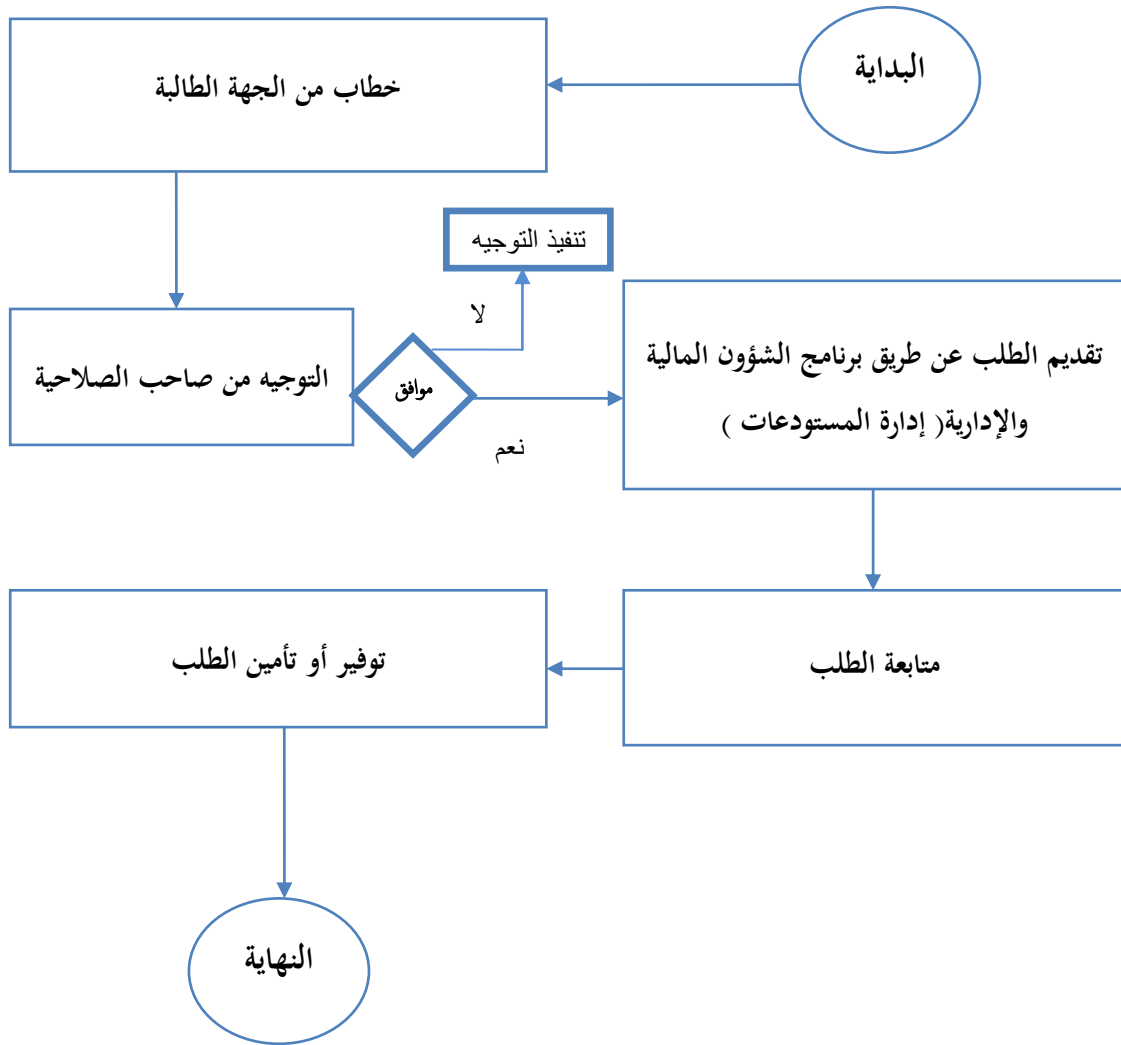 البداية
خطاب من الجهة الطالبة
التوجيه من صاحب الصلاحية
موافق
لا
تنفيذ التوجيه
نعم
تقديم الطلب عن طريق برنامج الشؤون المالية
والإدارية( إدارة المستودعات )
متابعة الطلب
توفير أو تأمين الطلب
النهاية